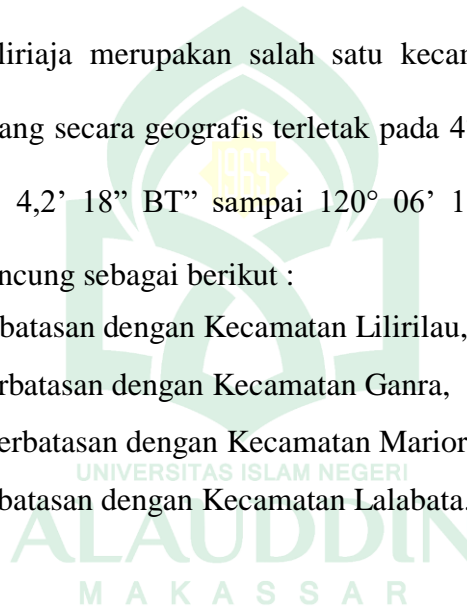 liriaja merupakan salah satu kecan
ang secara geografis terletak pada 4
4,2’ 18” BT” sampai 120° 06’ 1
ncung sebagai berikut :
batasan dengan Kecamatan Lilirilau,
rbatasan dengan Kecamatan Ganra,
erbatasan dengan Kecamatan Marior
UNIVERSITAS ISLAM NEGERI
batasan dengan Kecamatan Lalabata.
ALAUDDIN
MAKASSAR